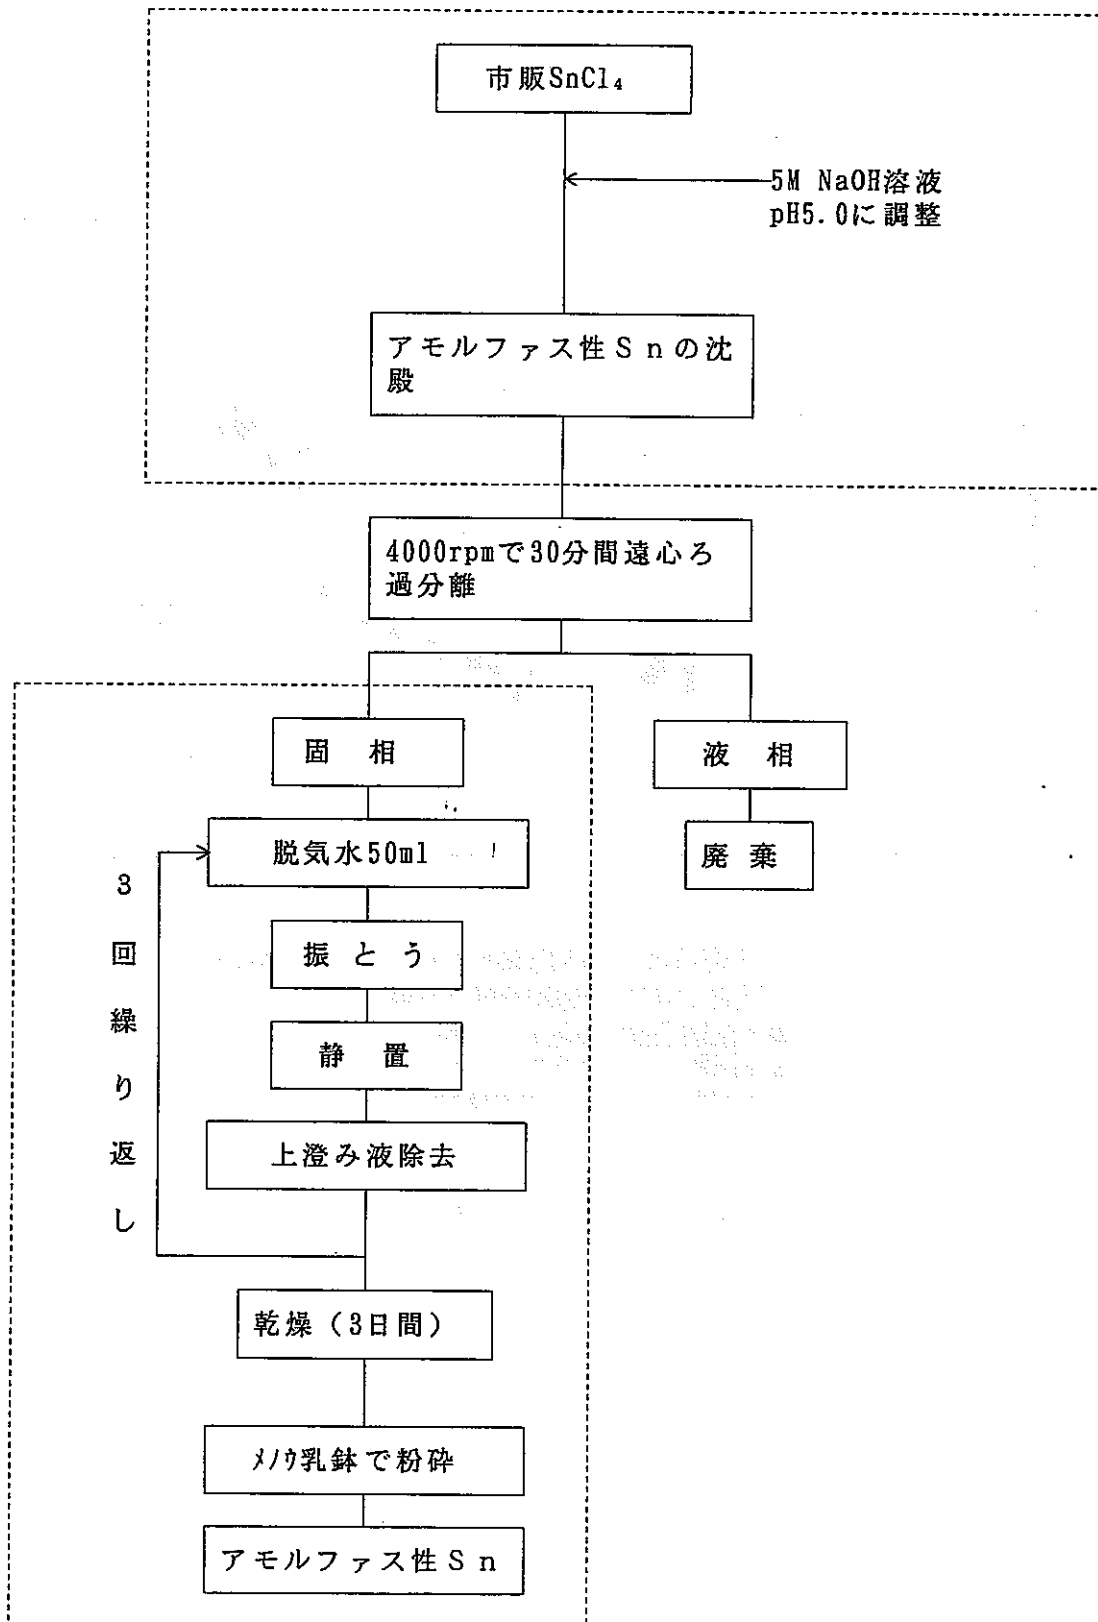 市販SnCl₄
5M NaOH溶液
pH5.0に調整
アモルファス性Snの沈
殿
4000rpmで30分間遠心ろ
過分離
固 相
液 相
脱気水50ml
廃 棄
振 と う
静 置
上澄み液除去
3回繰り返し
乾燥(3日間)
メノウ乳鉢で粉砕
アモルファス性Sn